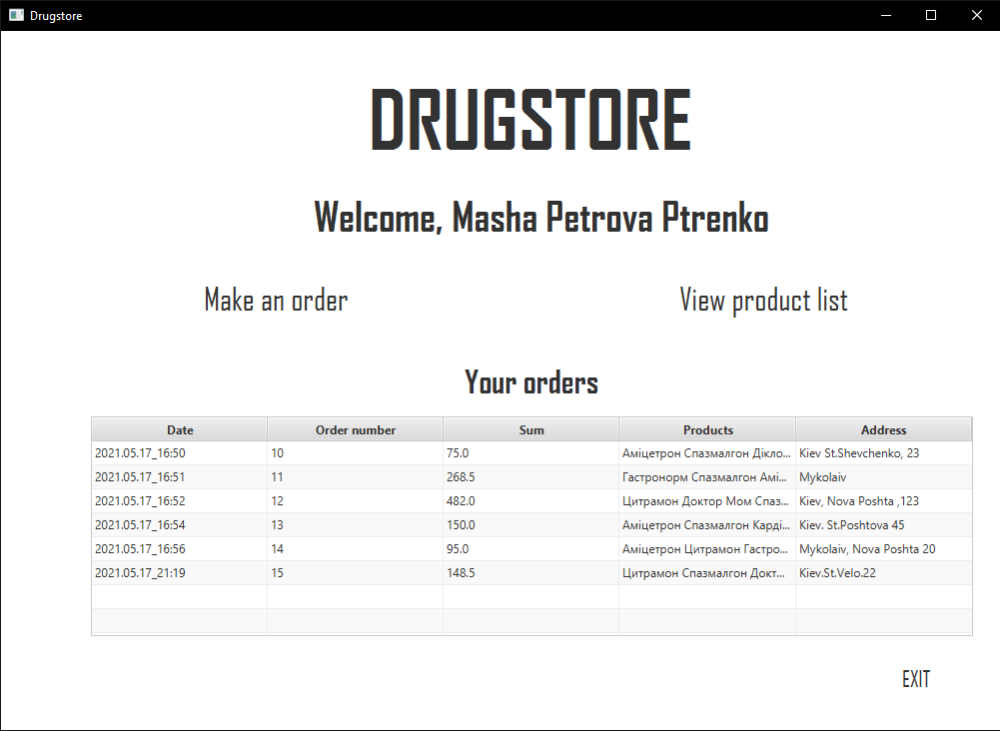 Drugstore
DRUGSTORE
Welcome, Masha Petrova Ptrenko
Make an order View product list
Your orders
Date Order number Sum Products Address
2021.05.17_16:50 10 75.0 Аміцетрон Спазмалгон Дікло... Kiev St.Shevchenko, 23
2021.05.17_16:51 11 268.5 Гастронорм Спазмалгон Амі... Mykolaiv
2021.05.17_16:52 12 482.0 Цитрамон Доктор Мом Спаз... Kiev, Nova Poshta ,123
2021.05.17_16:54 13 150.0 Аміцетрон Спазмалгон Карді... Kiev. St.Poshtova 45
2021.05.17_16:56 14 95.0 Аміцетрон Цитрамон Гастро... Mykolaiv, Nova Poshta 20
2021.05.17_21:19 15 148.5 Цитрамон Спазмалгон Докт... Kiev.St.Velo.22
EXIT